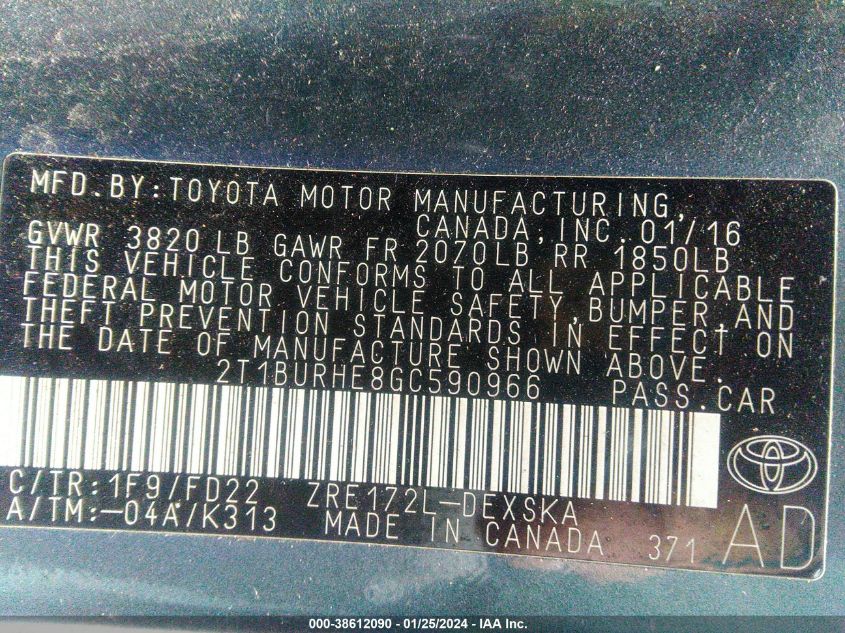 MFD.BY:TOYOTA MOTOR MANUFACTURING,
CANADA, INC. 01/16
GVWR 3820 LB GAWR FR 2070LB RR 1850LB
THIS VEHICLE CONFORMS TO ALL APPLICABLE
FEDERAL MOTOR VEHICLE SAFETY, BUMPER, AND
THEFT PREVENTION STANDARDS IN EFFECT ON
THE DATE OF MANUFACTURE SHOWN ABOVE.
2T1BURHE8GC590966 PASS.CAR
C/TR:1F9/FD22 ZRE172L-DEXSKA
A/TM:-04A/K313 MADE IN CANADA 371 AD
000-38612090 - 01/25/2024 - IAA Inc.